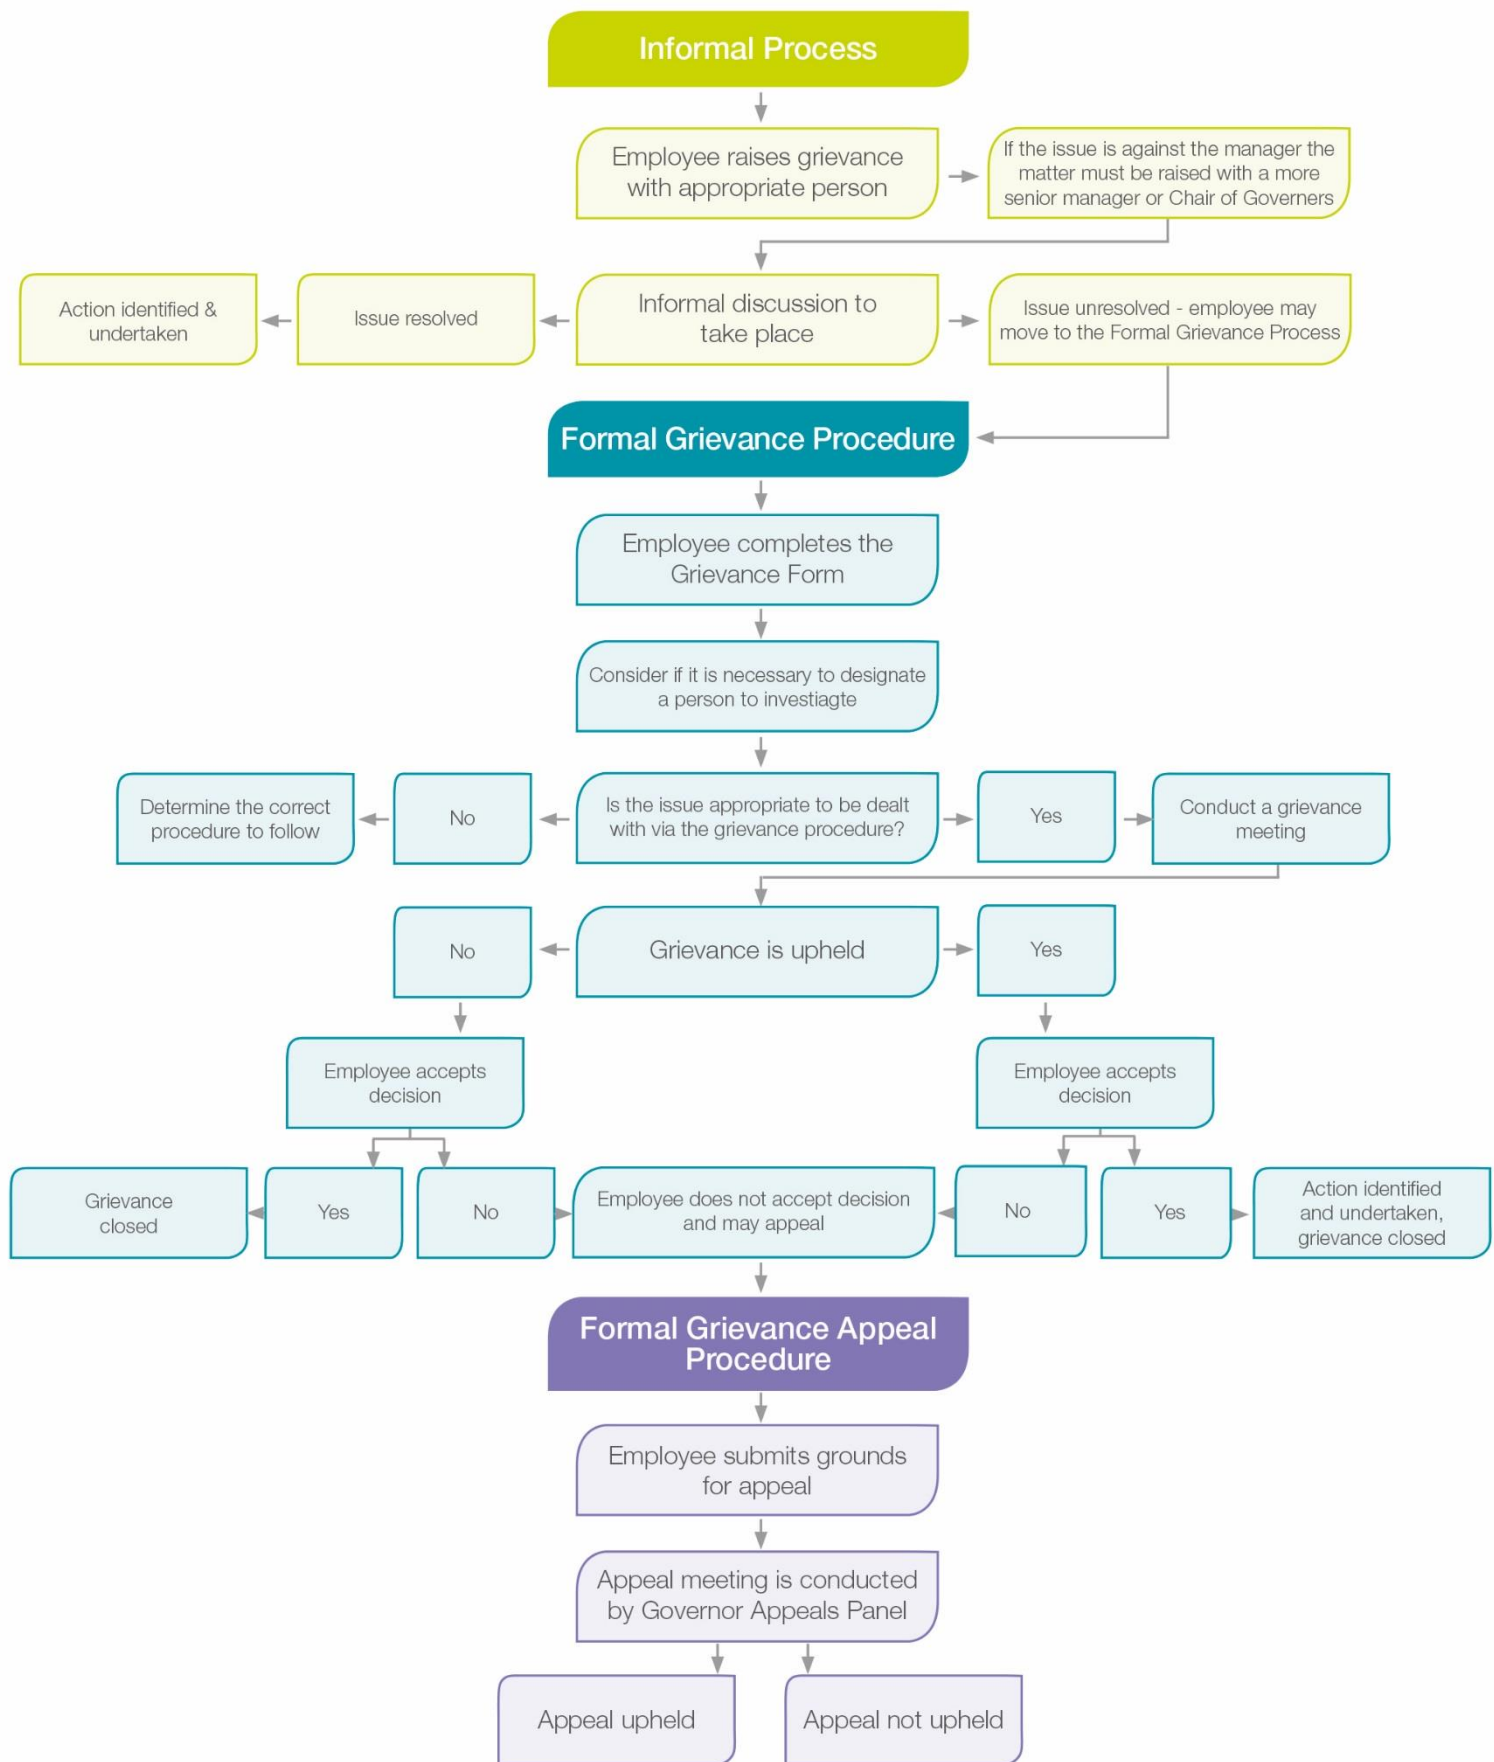 Informal Process
Employee raises grievance
with appropriate person
If the issue is against the manager the
matter must be raised with a more
senior manager or Chair of Governers
Action identified &
undertaken
Issue resolved
Informal discussion to
take place
Issue unresolved - employee may
move to the Formal Grievance Process
Formal Grievance Procedure
Employee completes the
Grievance Form
Consider if it is necessary to designate
a person to investiagte
Determine the correct
procedure to follow
No
Is the issue appropriate to be dealt
with via the grievance procedure?
Yes
Conduct a grievance
meeting
No
Grievance is upheld
Yes
Employee accepts
decision
Employee accepts
decision
Grievance
closed
Yes
No
Employee does not accept decision
and may appeal
No
Yes
Action identified
and undertaken,
grievance closed
Formal Grievance Appeal
Procedure
Employee submits grounds
for appeal
Appeal meeting is conducted
by Governor Appeals Panel
Appeal upheld
Appeal not upheld